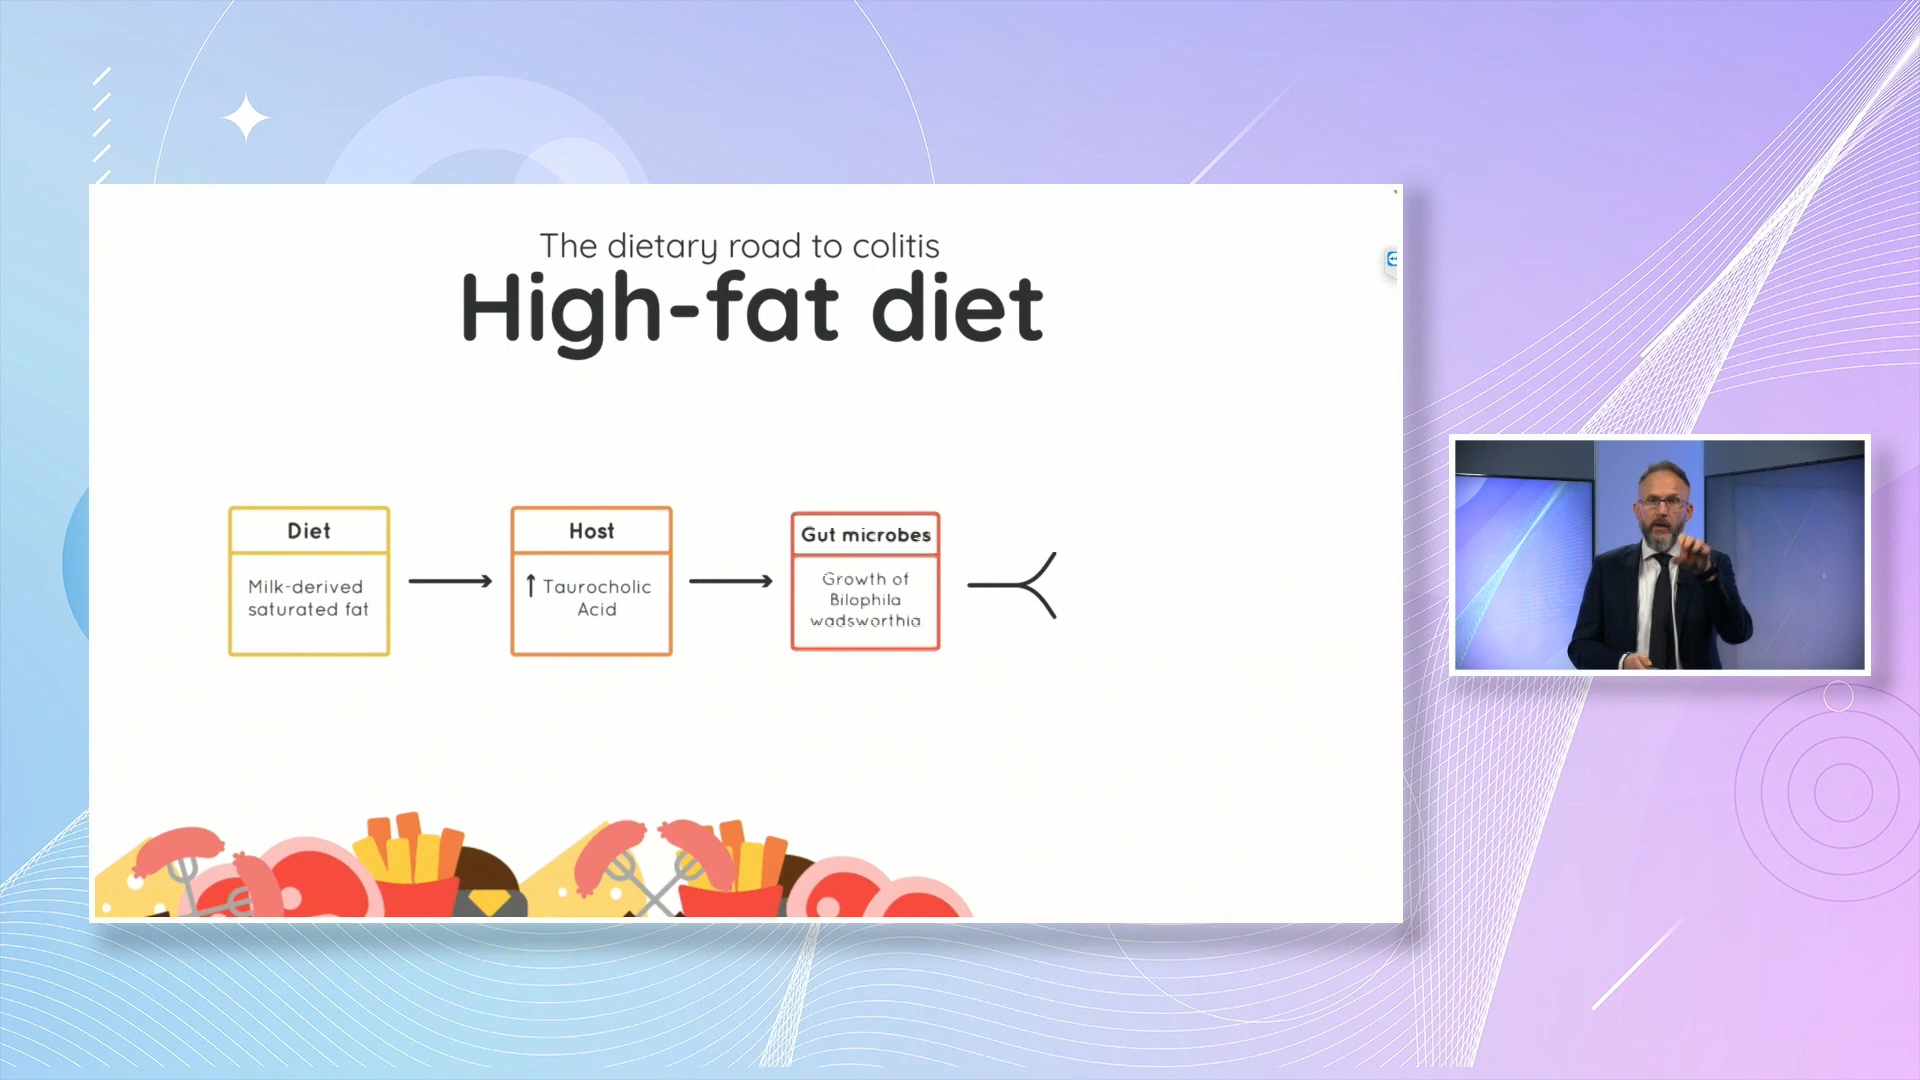 The dietary road to colitis
High-fat diet
Diet
Milk-derived
saturated fat
Host
↑ Taurocholic
Acid
Gut microbes
Growth of
Bilophila
wadsworthia